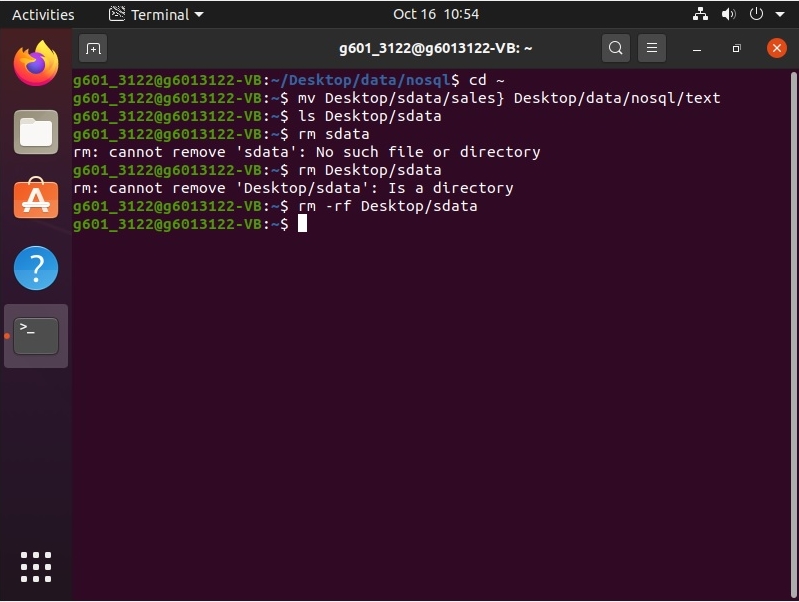 Activities
Terminal
Oct 16 10:54
g601_3122@g6013122-VB: ~
g601_3122@g6013122-VB:~/Desktop/data/nosql$ cd ~
g601_3122@g6013122-VB:~$ mv Desktop/sdata/sales} Desktop/data/nosql/text
g601_3122@g6013122-VB:~$ ls Desktop/sdata
g601_3122@g6013122-VB:~$ rm sdata
rm: cannot remove 'sdata': No such file or directory
g601_3122@g6013122-VB:~$ rm Desktop/sdata
rm: cannot remove 'Desktop/sdata': Is a directory
g601_3122@g6013122-VB:~$ rm -rf Desktop/sdata
g601_3122@g6013122-VB:~$